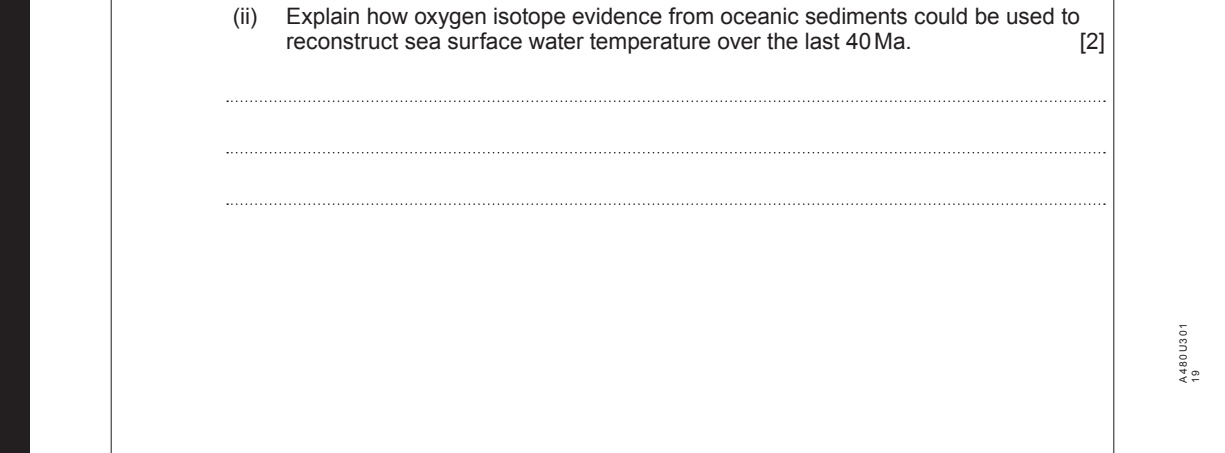 (ii) Explain how oxygen isotope evidence from oceanic sediments could be used to
reconstruct sea surface water temperature over the last 40 Ma. [2]
A480U301
19